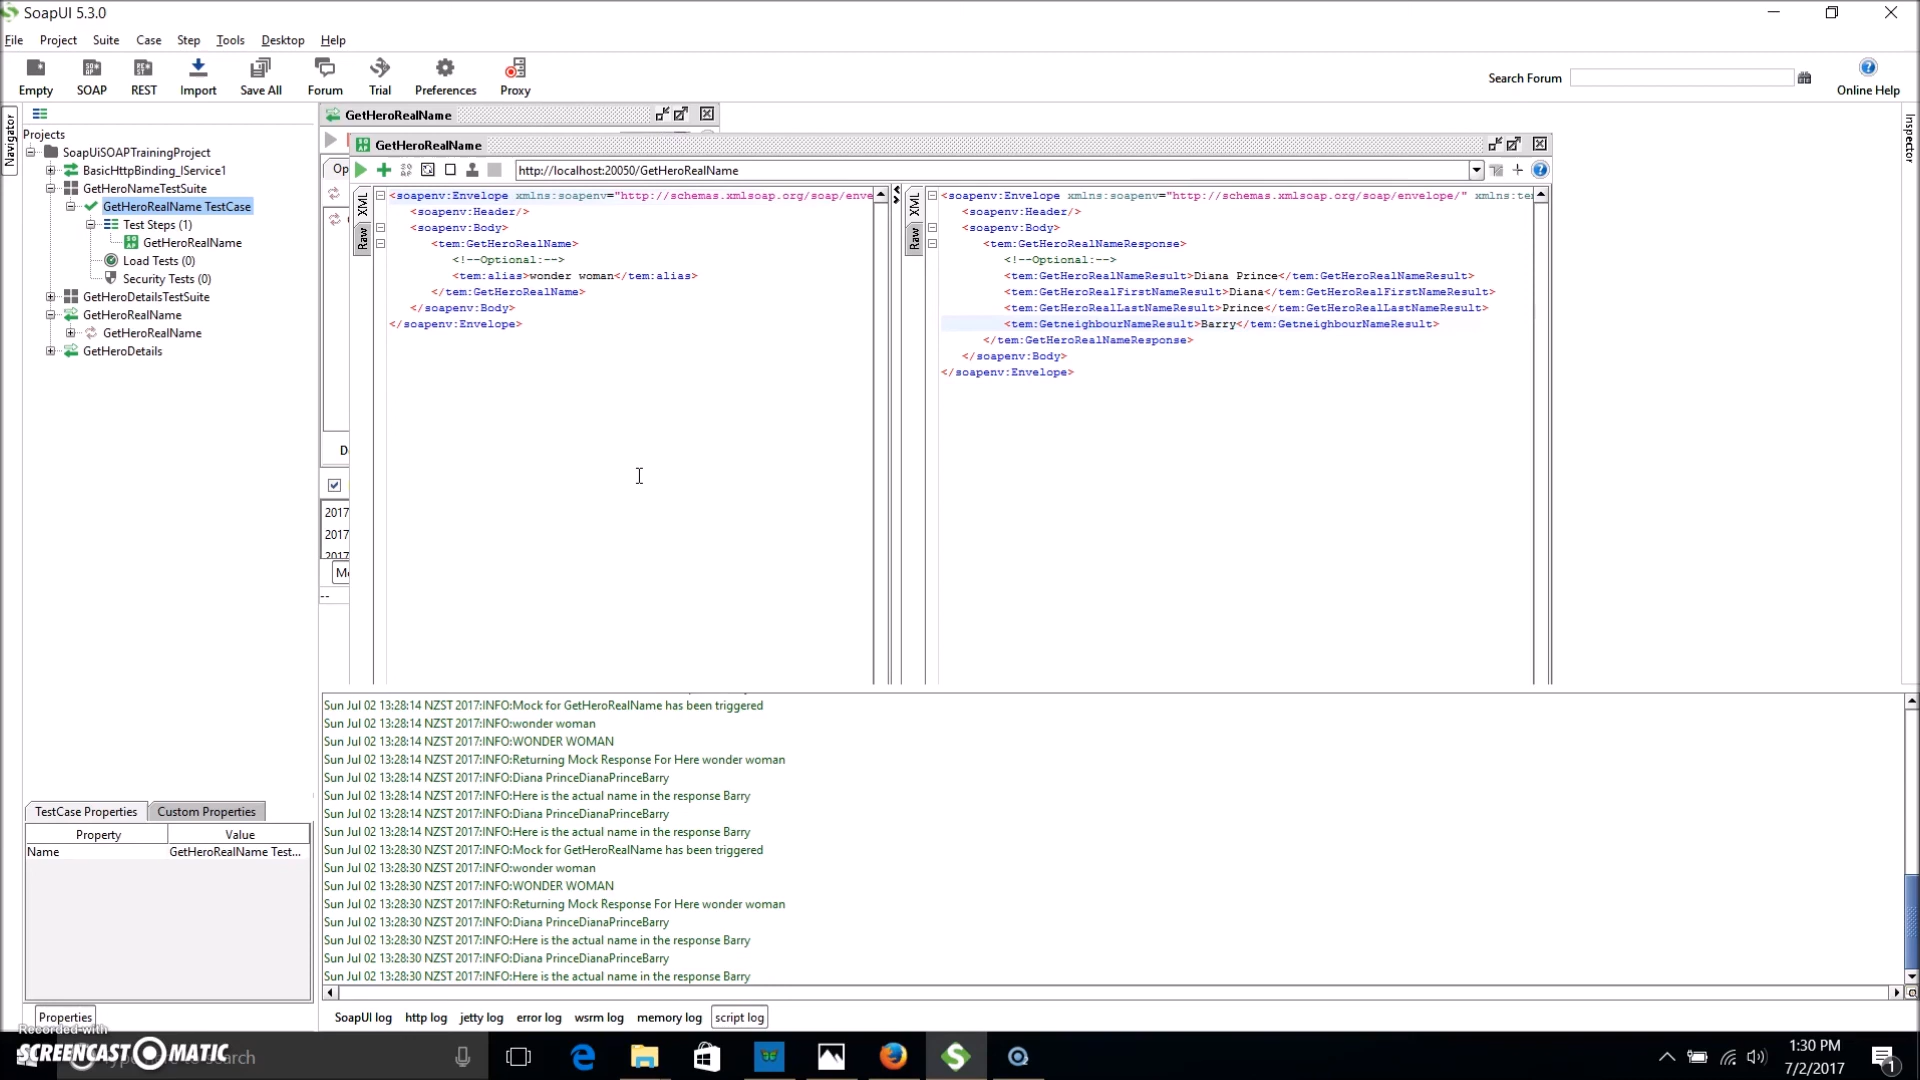 SoapUI 5.3.0
File Project Suite Case Step Tools Desktop Help
Empty SOAP REST Import Save All Forum Trial Preferences Proxy
Search Forum
Online Help
Navigator
Projects
SoapUiSOAPTrainingProject
BasicHttpBinding_IService1
GetHeroNameTestSuite
GetHeroRealName TestCase
Test Steps (1)
GetHeroRealName
Load Tests (0)
Security Tests (0)
GetHeroDetailsTestSuite
GetHeroRealName
GetHeroRealName
GetHeroDetails
GetHeroRealName
Op
D
2017
2017
2017
--
GetHeroRealName
http://localhost:20050/GetHeroRealName
XML
Raw
<soapenv:Envelope xmlns:soapenv="http://schemas.xmlsoap.org/soap/enve
<soapenv:Header/>
<soapenv:Body>
<tem:GetHeroRealName>
<!--Optional:-->
<tem:alias>wonder woman</tem:alias>
</tem:GetHeroRealName>
</soapenv:Body>
</soapenv:Envelope>
XML
Raw
<soapenv:Envelope xmlns:soapenv="http://schemas.xmlsoap.org/soap/envelope/" xmlns:te
<soapenv:Header/>
<soapenv:Body>
<tem:GetHeroRealNameResponse>
<!--Optional:-->
<tem:GetHeroRealNameResult>Diana Prince</tem:GetHeroRealNameResult>
<tem:GetHeroRealFirstNameResult>Diana</tem:GetHeroRealFirstNameResult>
<tem:GetHeroRealLastNameResult>Prince</tem:GetHeroRealLastNameResult>
<tem:GetneighbourNameResult>Barry</tem:GetneighbourNameResult>
</tem:GetHeroRealNameResponse>
</soapenv:Body>
</soapenv:Envelope>
Inspector
Sun Jul 02 13:28:14 NZST 2017:INFO:Mock for GetHeroRealName has been triggered
Sun Jul 02 13:28:14 NZST 2017:INFO:wonder woman
Sun Jul 02 13:28:14 NZST 2017:INFO:WONDER WOMAN
Sun Jul 02 13:28:14 NZST 2017:INFO:Returning Mock Response For Here wonder woman
Sun Jul 02 13:28:14 NZST 2017:INFO:Diana PrinceDianaPrinceBarry
Sun Jul 02 13:28:14 NZST 2017:INFO:Here is the actual name in the response Barry
Sun Jul 02 13:28:14 NZST 2017:INFO:Diana PrinceDianaPrinceBarry
Sun Jul 02 13:28:14 NZST 2017:INFO:Here is the actual name in the response Barry
Sun Jul 02 13:28:30 NZST 2017:INFO:Mock for GetHeroRealName has been triggered
Sun Jul 02 13:28:30 NZST 2017:INFO:wonder woman
Sun Jul 02 13:28:30 NZST 2017:INFO:WONDER WOMAN
Sun Jul 02 13:28:30 NZST 2017:INFO:Returning Mock Response For Here wonder woman
Sun Jul 02 13:28:30 NZST 2017:INFO:Diana PrinceDianaPrinceBarry
Sun Jul 02 13:28:30 NZST 2017:INFO:Here is the actual name in the response Barry
Sun Jul 02 13:28:30 NZST 2017:INFO:Diana PrinceDianaPrinceBarry
Sun Jul 02 13:28:30 NZST 2017:INFO:Here is the actual name in the response Barry
TestCase Properties Custom Properties
Property Value
Name GetHeroRealName Test...
Properties
SoapUI log http log jetty log error log wsrm log memory log script log
Recorded with
SCREENCAST MATIC
search
1:30 PM
7/2/2017
1